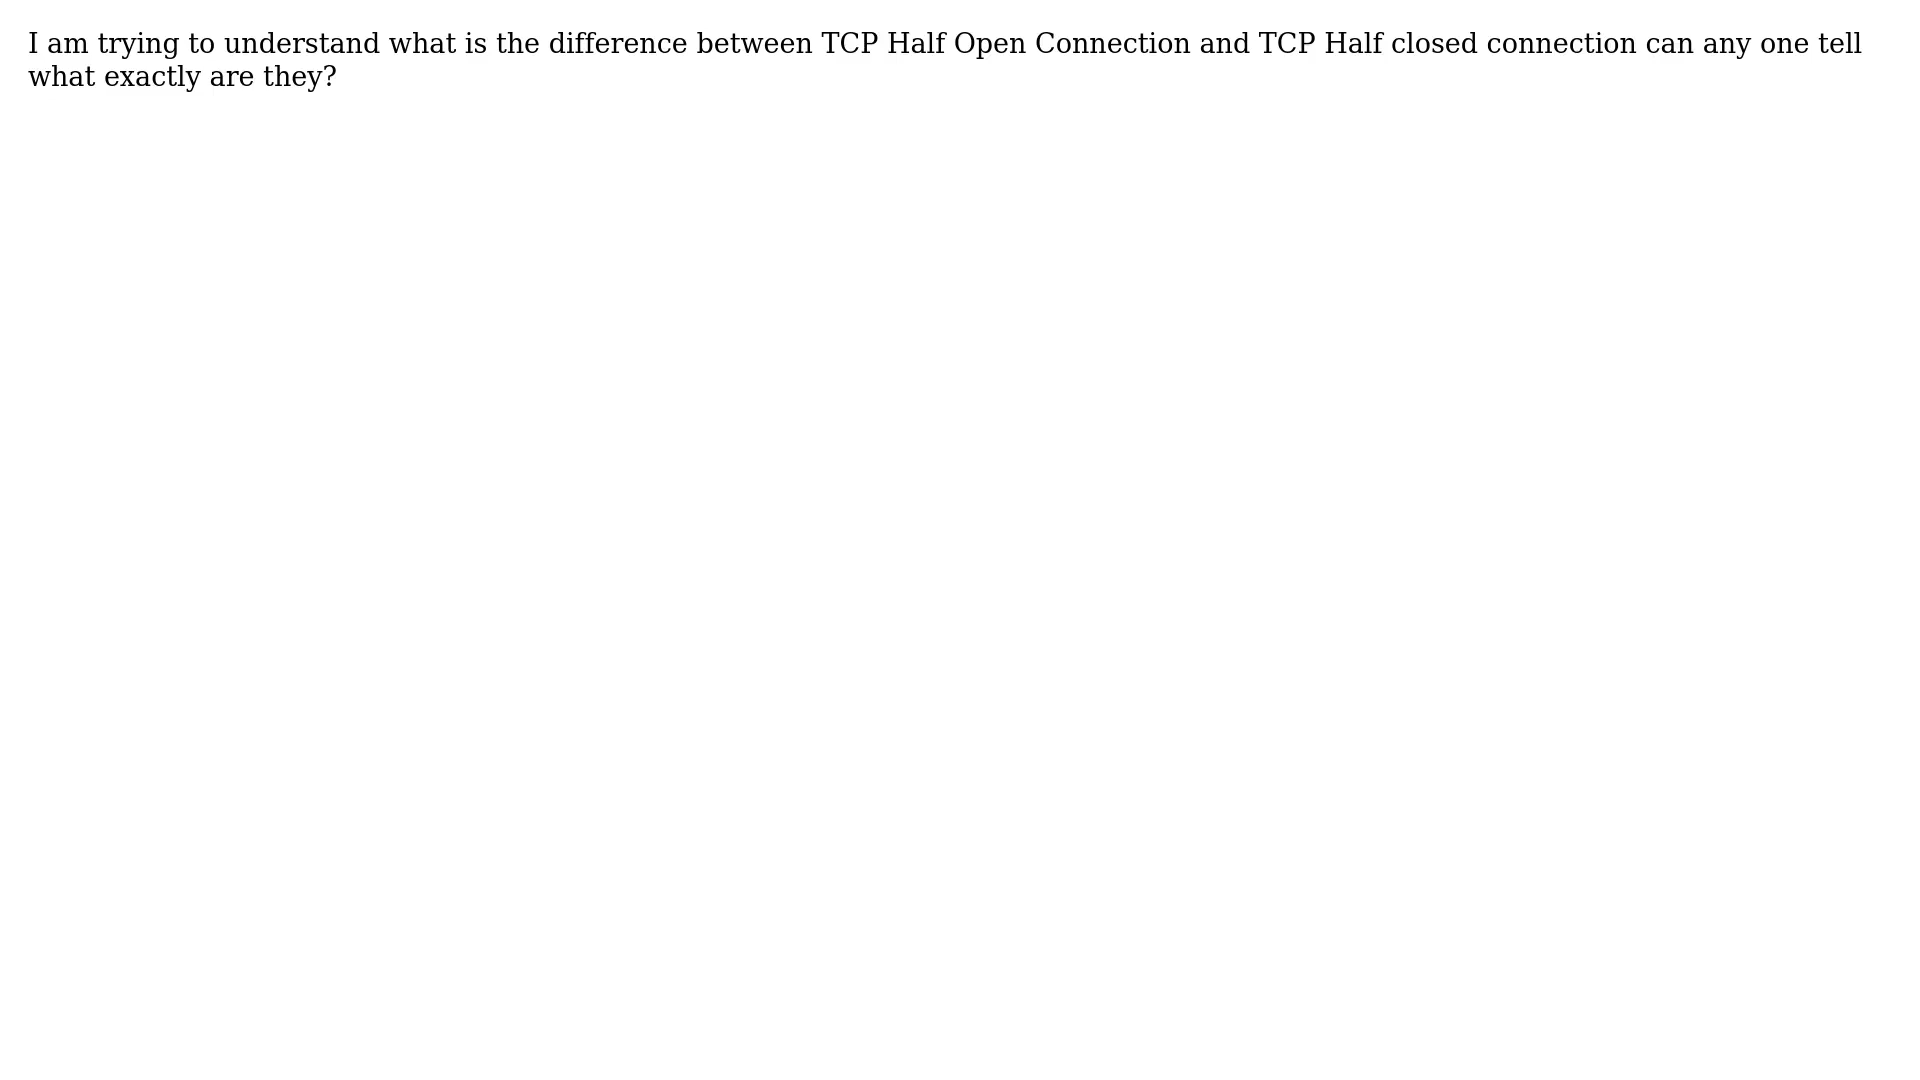 I am trying to understand what is the difference between TCP Half Open Connection and TCP Half closed connection can any one tell
what exactly are they?